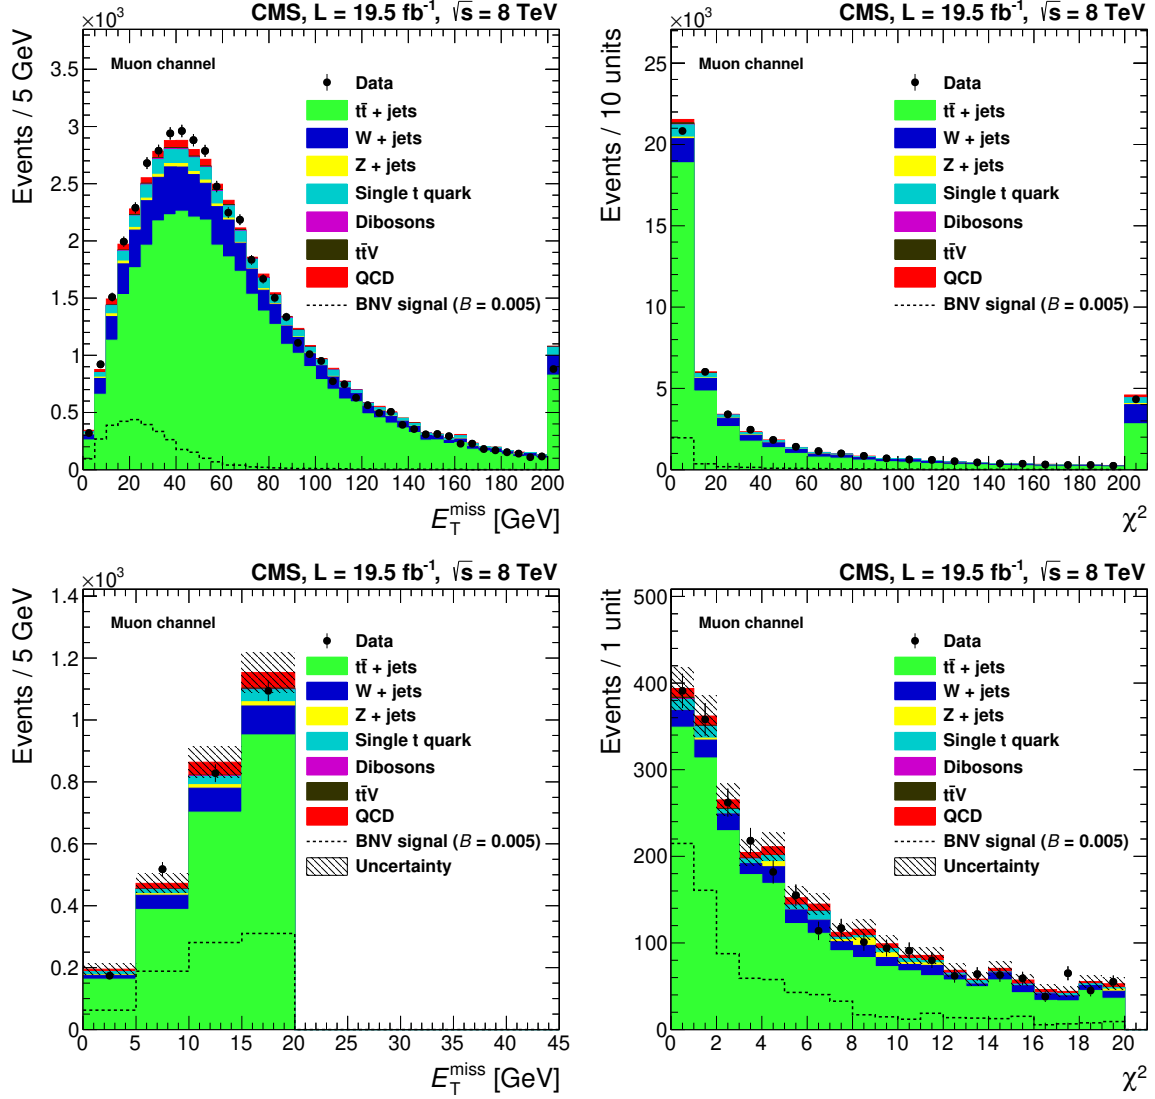 CMS, L = 19.5 fb⁻¹, √s = 8 TeV
×10³
Events / 5 GeV
Muon channel
Data
tt̄ + jets
W + jets
Z + jets
Single t quark
Dibosons
tt̄V
QCD
BNV signal (B = 0.005)
3.5
3
2.5
2
1.5
1
0.5
0
0 20 40 60 80 100 120 140 160 180 200
E_T^miss [GeV]
CMS, L = 19.5 fb⁻¹, √s = 8 TeV
×10³
Events / 10 units
Muon channel
Data
tt̄ + jets
W + jets
Z + jets
Single t quark
Dibosons
tt̄V
QCD
BNV signal (B = 0.005)
25
20
15
10
5
0
0 20 40 60 80 100 120 140 160 180 200
χ²
CMS, L = 19.5 fb⁻¹, √s = 8 TeV
×10³
Events / 5 GeV
Muon channel
Data
tt̄ + jets
W + jets
Z + jets
Single t quark
Dibosons
tt̄V
QCD
BNV signal (B = 0.005)
Uncertainty
1.4
1.2
1
0.8
0.6
0.4
0.2
0
0 5 10 15 20 25 30 35 40 45
E_T^miss [GeV]
CMS, L = 19.5 fb⁻¹, √s = 8 TeV
Events / 1 unit
Muon channel
Data
tt̄ + jets
W + jets
Z + jets
Single t quark
Dibosons
tt̄V
QCD
BNV signal (B = 0.005)
Uncertainty
500
400
300
200
100
0
0 2 4 6 8 10 12 14 16 18 20
χ²